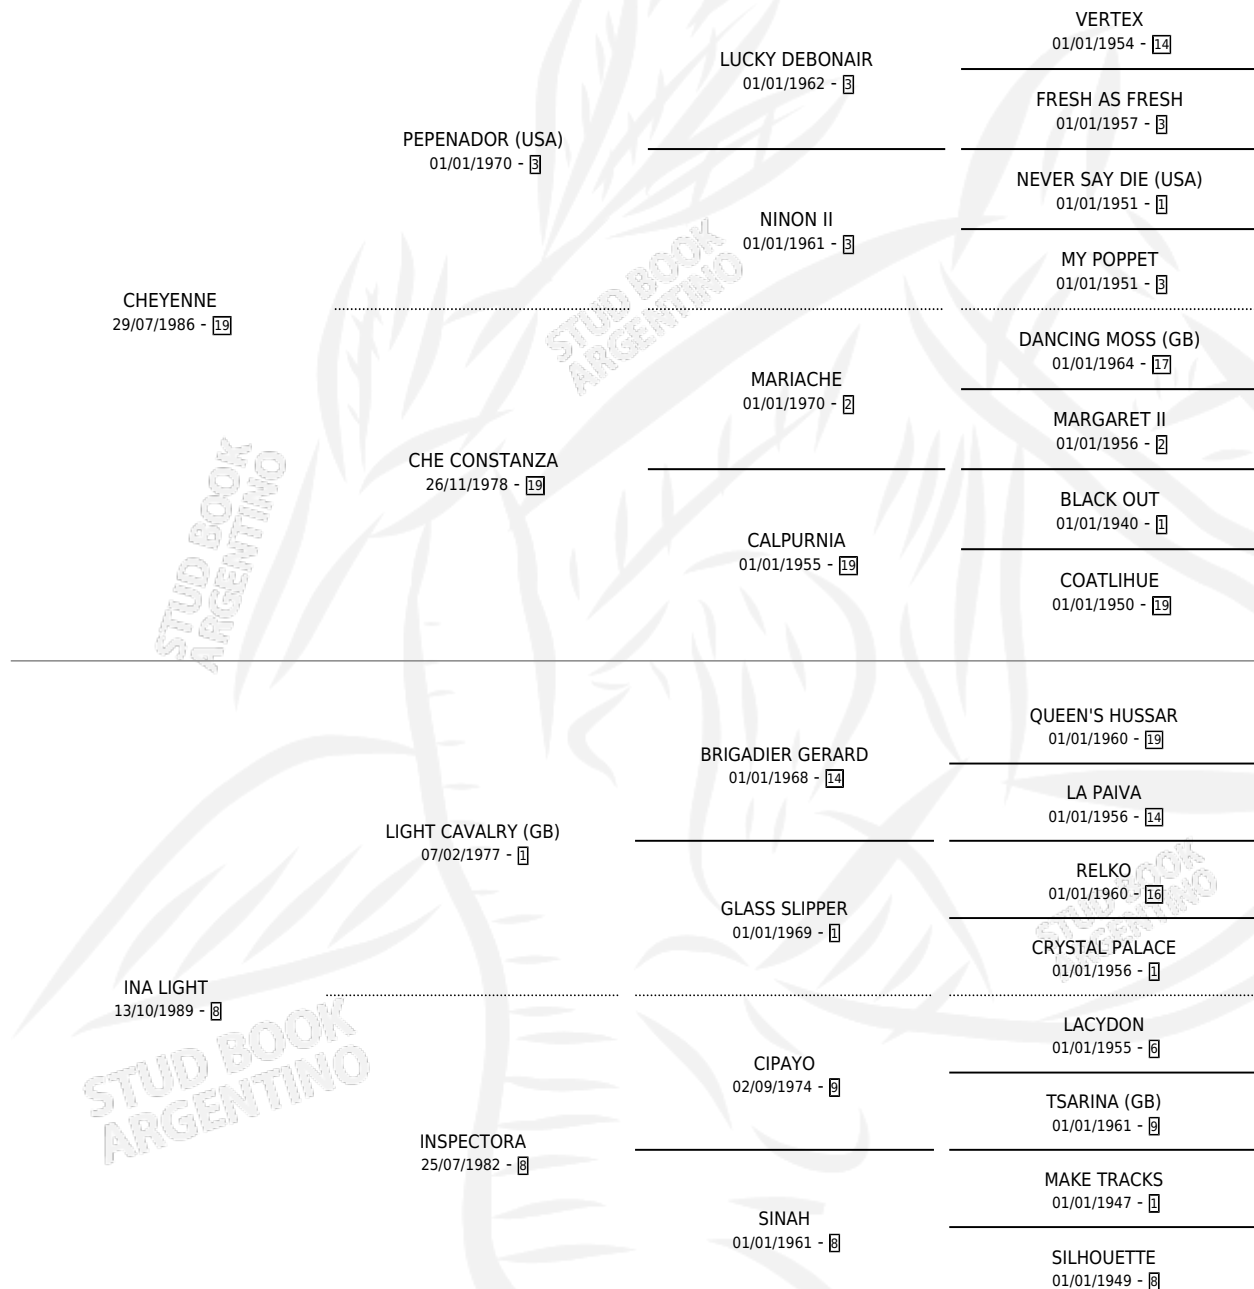 VERTEX
01/01/1954 - 14
LUCKY DEBONAIR
01/01/1962 - 3
FRESH AS FRESH
01/01/1957 - 3
PEPENADOR (USA)
01/01/1970 - 3
NEVER SAY DIE (USA)
01/01/1951 - 1
NINON II
01/01/1961 - 3
MY POPPET
01/01/1951 - 3
CHEYENNE
29/07/1986 - 19
DANCING MOSS (GB)
01/01/1964 - 17
MARIACHE
01/01/1970 - 2
MARGARET II
01/01/1956 - 2
CHE CONSTANZA
26/11/1978 - 19
BLACK OUT
01/01/1940 - 1
CALPURNIA
01/01/1955 - 19
COATLIHUE
01/01/1950 - 19
STUD BOOK
ARGENTINO
STUD BOOK
ARGENTINO
QUEEN'S HUSSAR
01/01/1960 - 19
BRIGADIER GERARD
01/01/1968 - 14
LA PAIVA
01/01/1956 - 14
LIGHT CAVALRY (GB)
07/02/1977 - 1
RELKO
01/01/1960 - 16
GLASS SLIPPER
01/01/1969 - 1
CRYSTAL PALACE
01/01/1956 - 1
STUD BOOK
ARGENTINO
INA LIGHT
13/10/1989 - 8
LACYDON
01/01/1955 - 6
CIPAYO
02/09/1974 - 9
TSARINA (GB)
01/01/1961 - 9
INSPECTORA
25/07/1982 - 8
MAKE TRACKS
01/01/1947 - 1
SINAH
01/01/1961 - 8
SILHOUETTE
01/01/1949 - 8
STUD BOOK
ARGENTINO